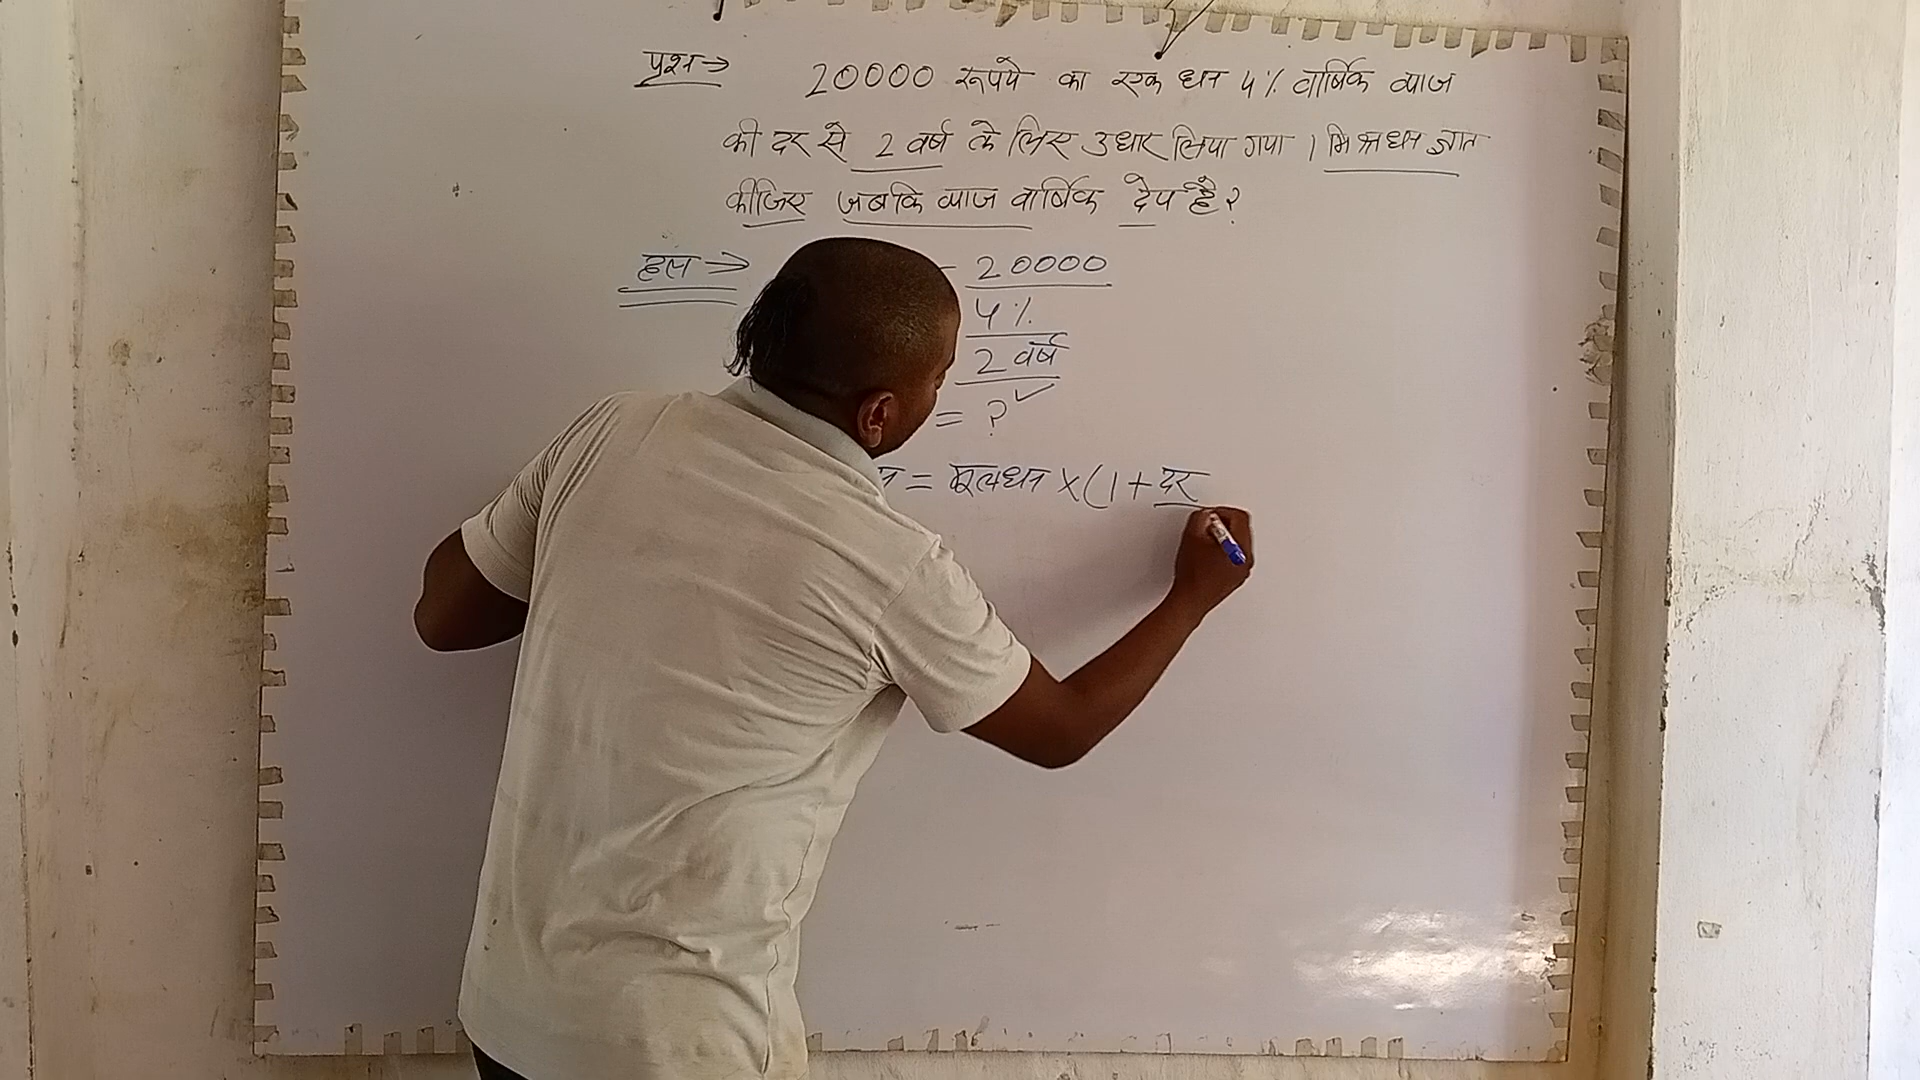 प्रश्न→ 20000 रूपये का एक धन 4% वार्षिक ब्याज
की दर से 2 वर्ष के लिए उधार लिया गया । मिश्रधन ज्ञात
कीजिए जबकि ब्याज वार्षिक देय है?
हल→ 20000
4%
2 वर्ष
= ? ✓
न = मूलधन ×(1+ दर